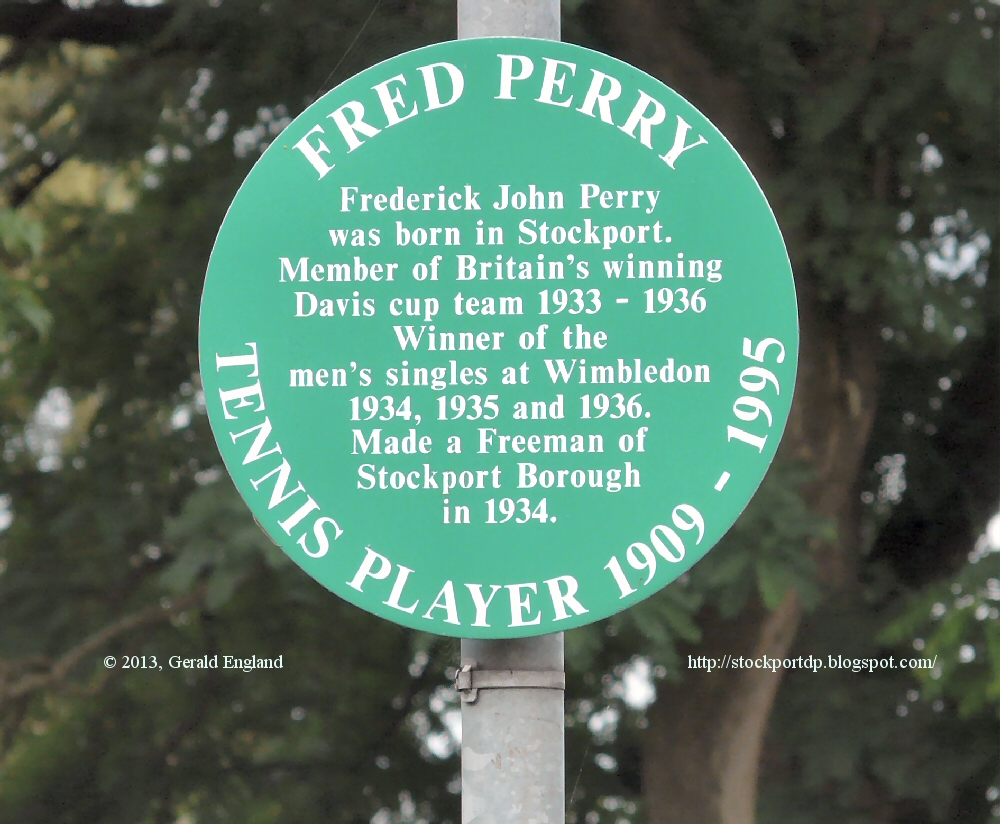 FRED PERRY
Frederick John Perry
was born in Stockport.
Member of Britain's winning
Davis cup team 1933 - 1936
Winner of the
men's singles at Wimbledon
1934, 1935 and 1936.
Made a Freeman of
Stockport Borough
in 1934.
TENNIS PLAYER 1909 - 1995
© 2013, Gerald England
http://stockportdp.blogspot.com/